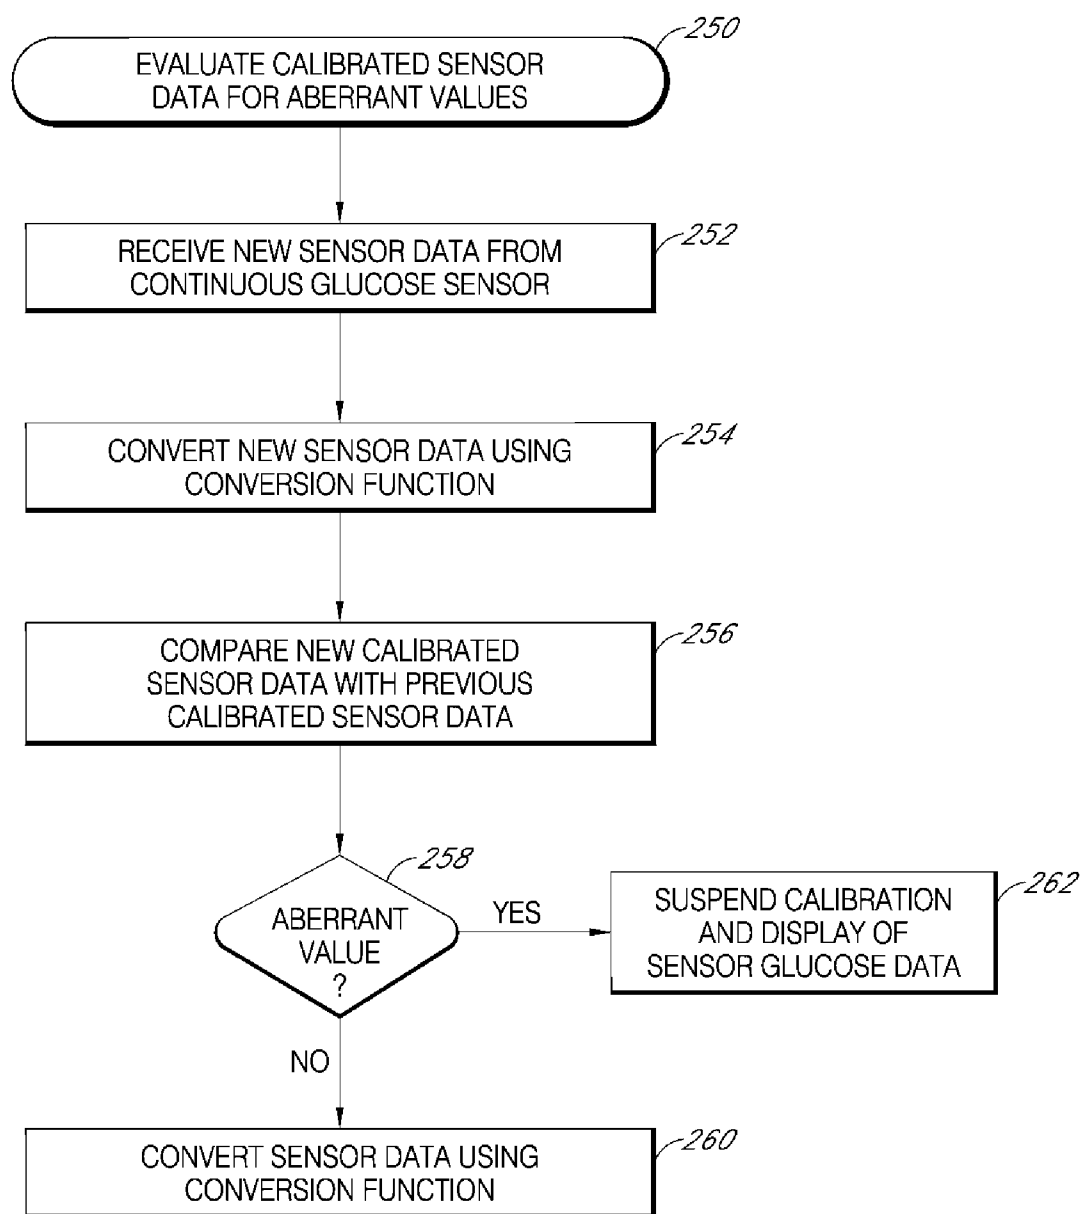 250
EVALUATE CALIBRATED SENSOR
DATA FOR ABERRANT VALUES
252
RECEIVE NEW SENSOR DATA FROM
CONTINUOUS GLUCOSE SENSOR
254
CONVERT NEW SENSOR DATA USING
CONVERSION FUNCTION
256
COMPARE NEW CALIBRATED
SENSOR DATA WITH PREVIOUS
CALIBRATED SENSOR DATA
258
ABERRANT
VALUE
?
YES
262
SUSPEND CALIBRATION
AND DISPLAY OF
SENSOR GLUCOSE DATA
NO
260
CONVERT SENSOR DATA USING
CONVERSION FUNCTION